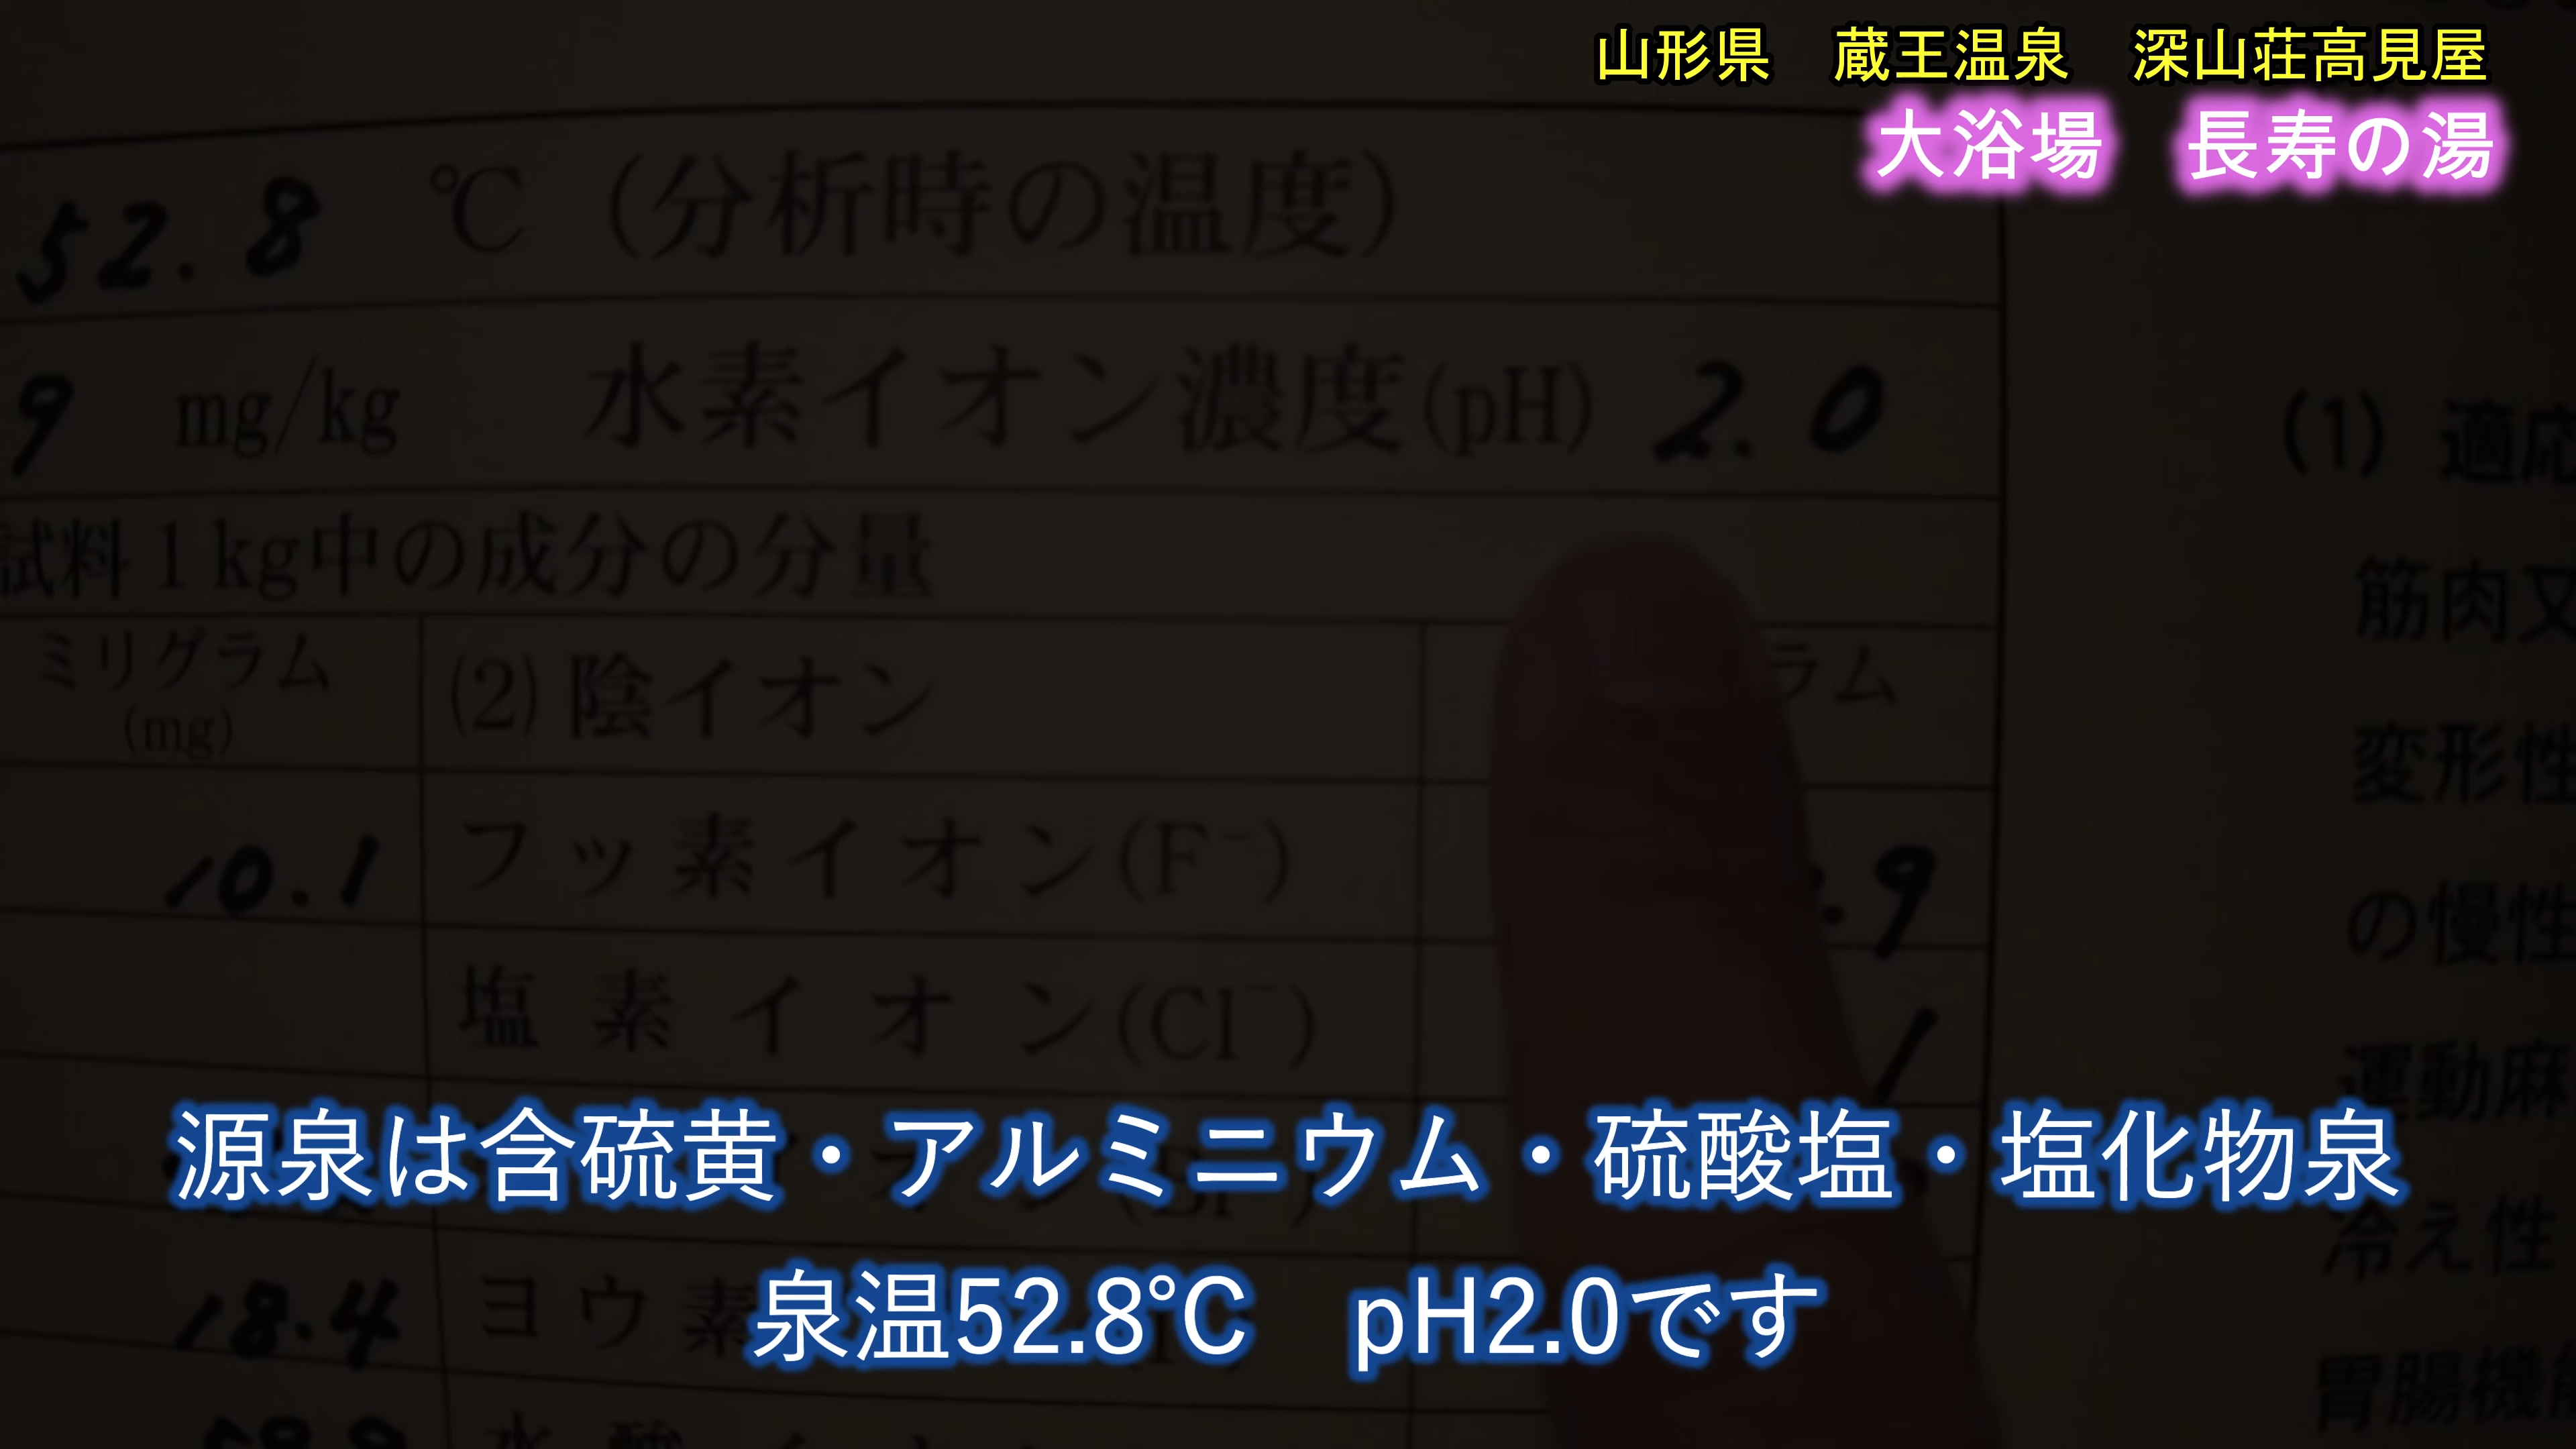 山形県　蔵王温泉　深山荘高見屋
大浴場　長寿の湯
52.8 ℃ (分析時の温度)
9 mg/kg 水素イオン濃度(pH) 2.0
試料1kg中の成分の分量
ミリグラム
(mg)
(2) 陰イオン
ラム
10.1 フッ素イオン(F⁻) .9
塩素イオン(Cl⁻) 1
18.4 ヨウ素
(1) 適応
筋肉又
変形性
の慢性
運動麻
冷え性
胃腸機能
源泉は含硫黄・アルミニウム・硫酸塩・塩化物泉
泉温52.8℃　pH2.0です